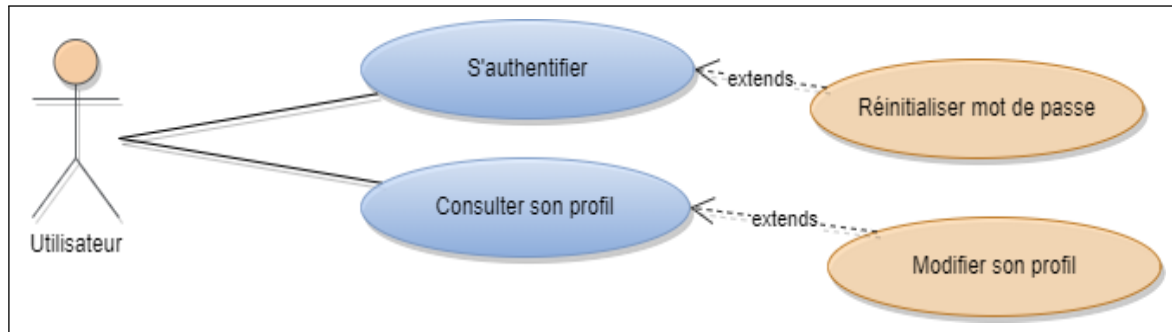 S'authentifier
extends
Réinitialiser mot de passe
Consulter son profil
extends
Utilisateur
Modifier son profil